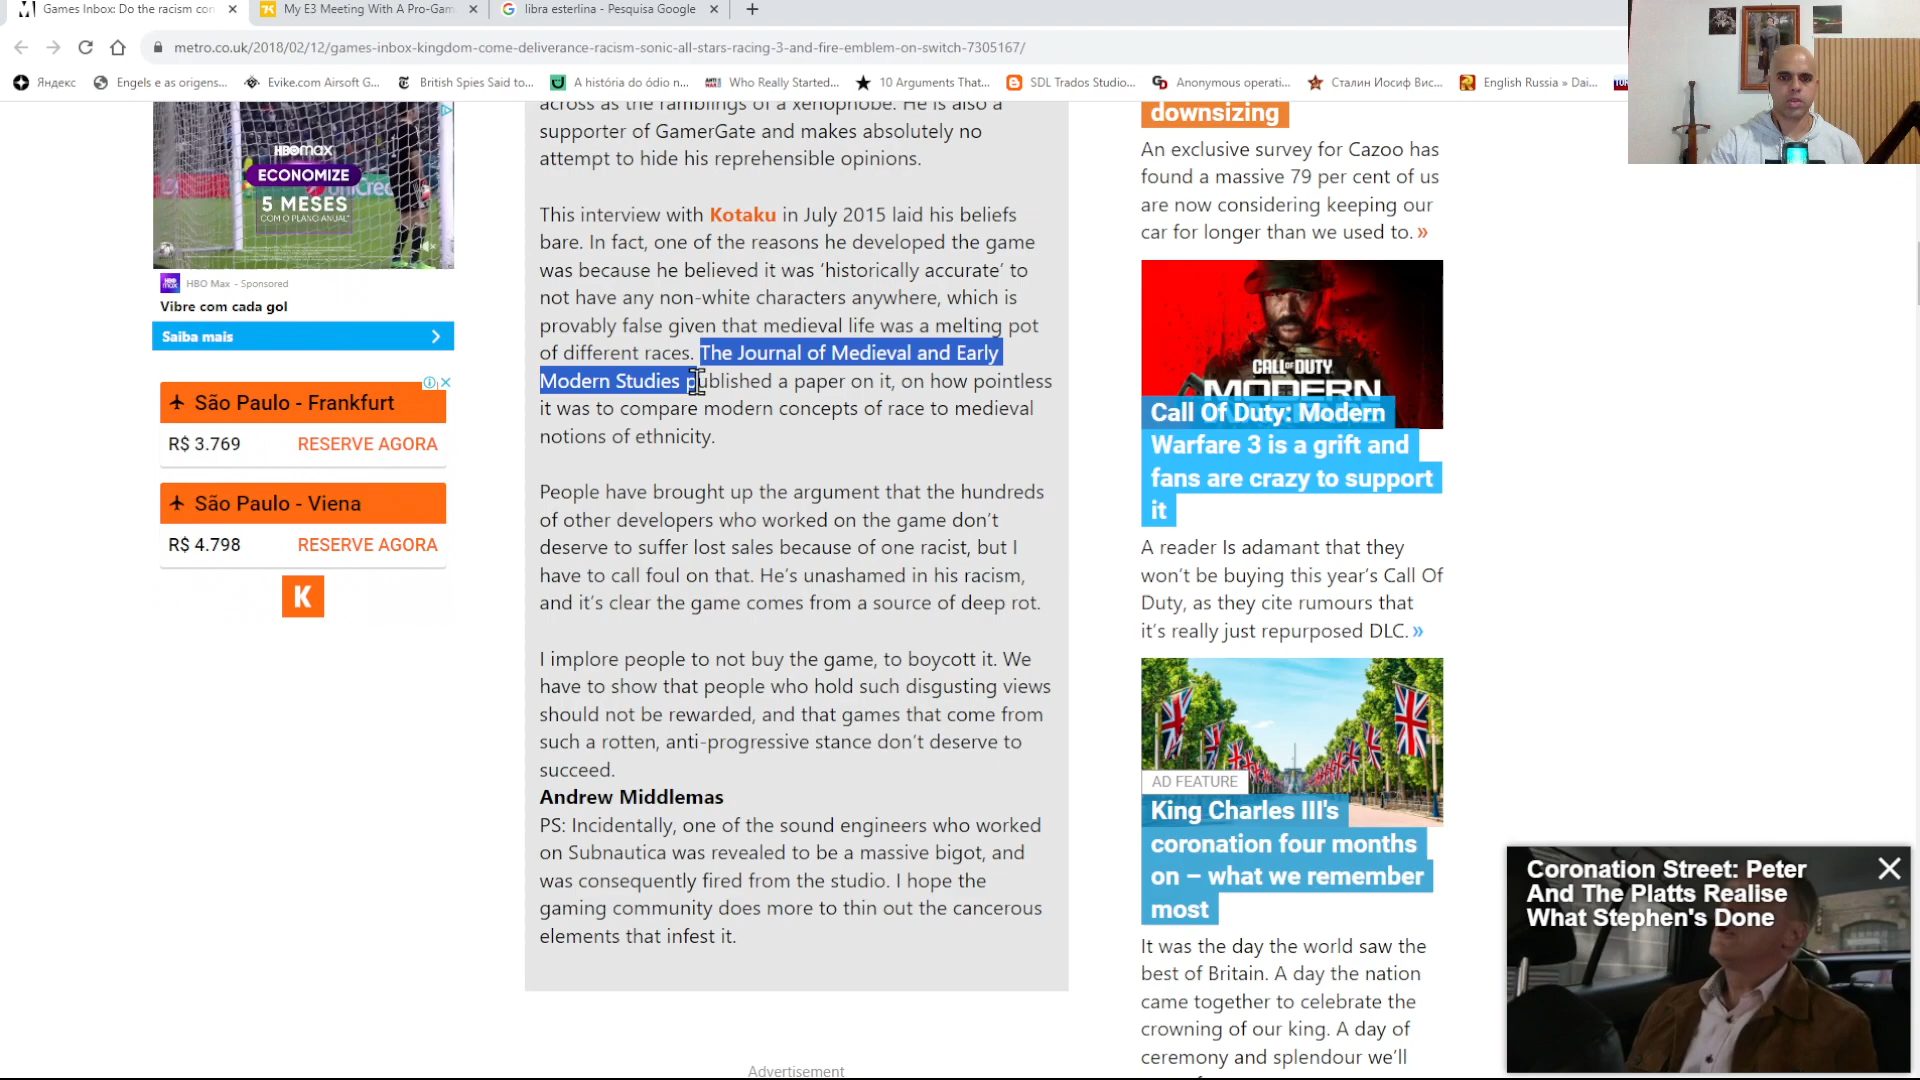 Games Inbox: Do the racism con
My E3 Meeting With A Pro-Gam
libra esterlina - Pesquisa Google
metro.co.uk/2018/02/12/games-inbox-kingdom-come-deliverance-racism-sonic-all-stars-racing-3-and-fire-emblem-on-switch-7305167/
Яндекс
Engels e as origens...
Evike.com Airsoft G...
British Spies Said to...
A história do ódio n...
Who Really Started...
10 Arguments That...
SDL Trados Studio...
Anonymous operati...
Сталин Иосиф Вис...
English Russia » Dai...
HBOmax
ECONOMIZE
5 MESES
COM O PLANO ANUAL*
HBO Max - Sponsored
Vibre com cada gol
Saiba mais
São Paulo - Frankfurt
R$ 3.769 RESERVE AGORA
São Paulo - Viena
R$ 4.798 RESERVE AGORA
K
across as the ramblings of a xenophobe. He is also a
supporter of GamerGate and makes absolutely no
attempt to hide his reprehensible opinions.
This interview with Kotaku in July 2015 laid his beliefs
bare. In fact, one of the reasons he developed the game
was because he believed it was ‘historically accurate’ to
not have any non-white characters anywhere, which is
provably false given that medieval life was a melting pot
of different races. The Journal of Medieval and Early
Modern Studies published a paper on it, on how pointless
it was to compare modern concepts of race to medieval
notions of ethnicity.
People have brought up the argument that the hundreds
of other developers who worked on the game don’t
deserve to suffer lost sales because of one racist, but I
have to call foul on that. He’s unashamed in his racism,
and it’s clear the game comes from a source of deep rot.
I implore people to not buy the game, to boycott it. We
have to show that people who hold such disgusting views
should not be rewarded, and that games that come from
such a rotten, anti-progressive stance don’t deserve to
succeed.
Andrew Middlemas
PS: Incidentally, one of the sound engineers who worked
on Subnautica was revealed to be a massive bigot, and
was consequently fired from the studio. I hope the
gaming community does more to thin out the cancerous
elements that infest it.
Advertisement
downsizing
An exclusive survey for Cazoo has
found a massive 79 per cent of us
are now considering keeping our
car for longer than we used to. »
CALL OF DUTY:
MODERN
Call Of Duty: Modern
Warfare 3 is a grift and
fans are crazy to support
it
A reader Is adamant that they
won’t be buying this year’s Call Of
Duty, as they cite rumours that
it’s really just repurposed DLC. »
AD FEATURE
King Charles III's
coronation four months
on – what we remember
most
It was the day the world saw the
best of Britain. A day the nation
came together to celebrate the
crowning of our king. A day of
ceremony and splendour we’ll
Coronation Street: Peter
And The Platts Realise
What Stephen's Done